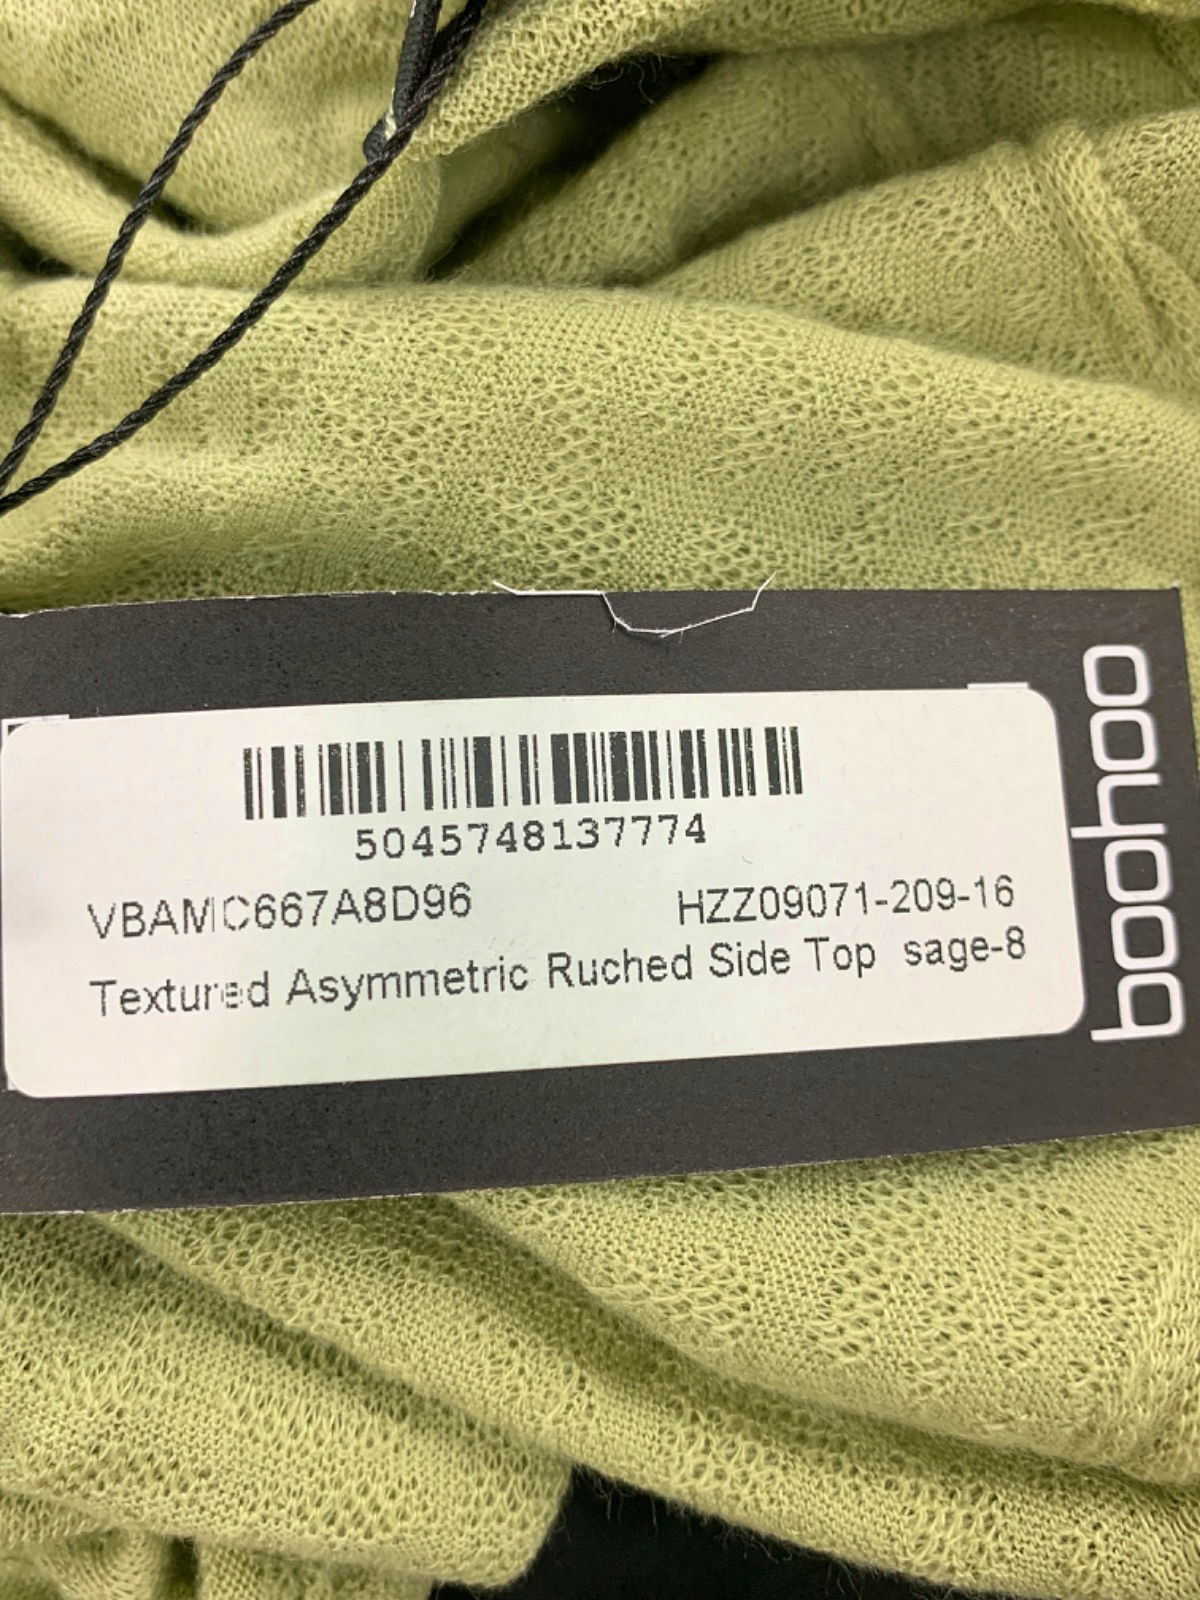 5045748137774
VBAMC667A8D96 HZZ09071-209-16
Textured Asymmetric Ruched Side Top sage-8
boohoo